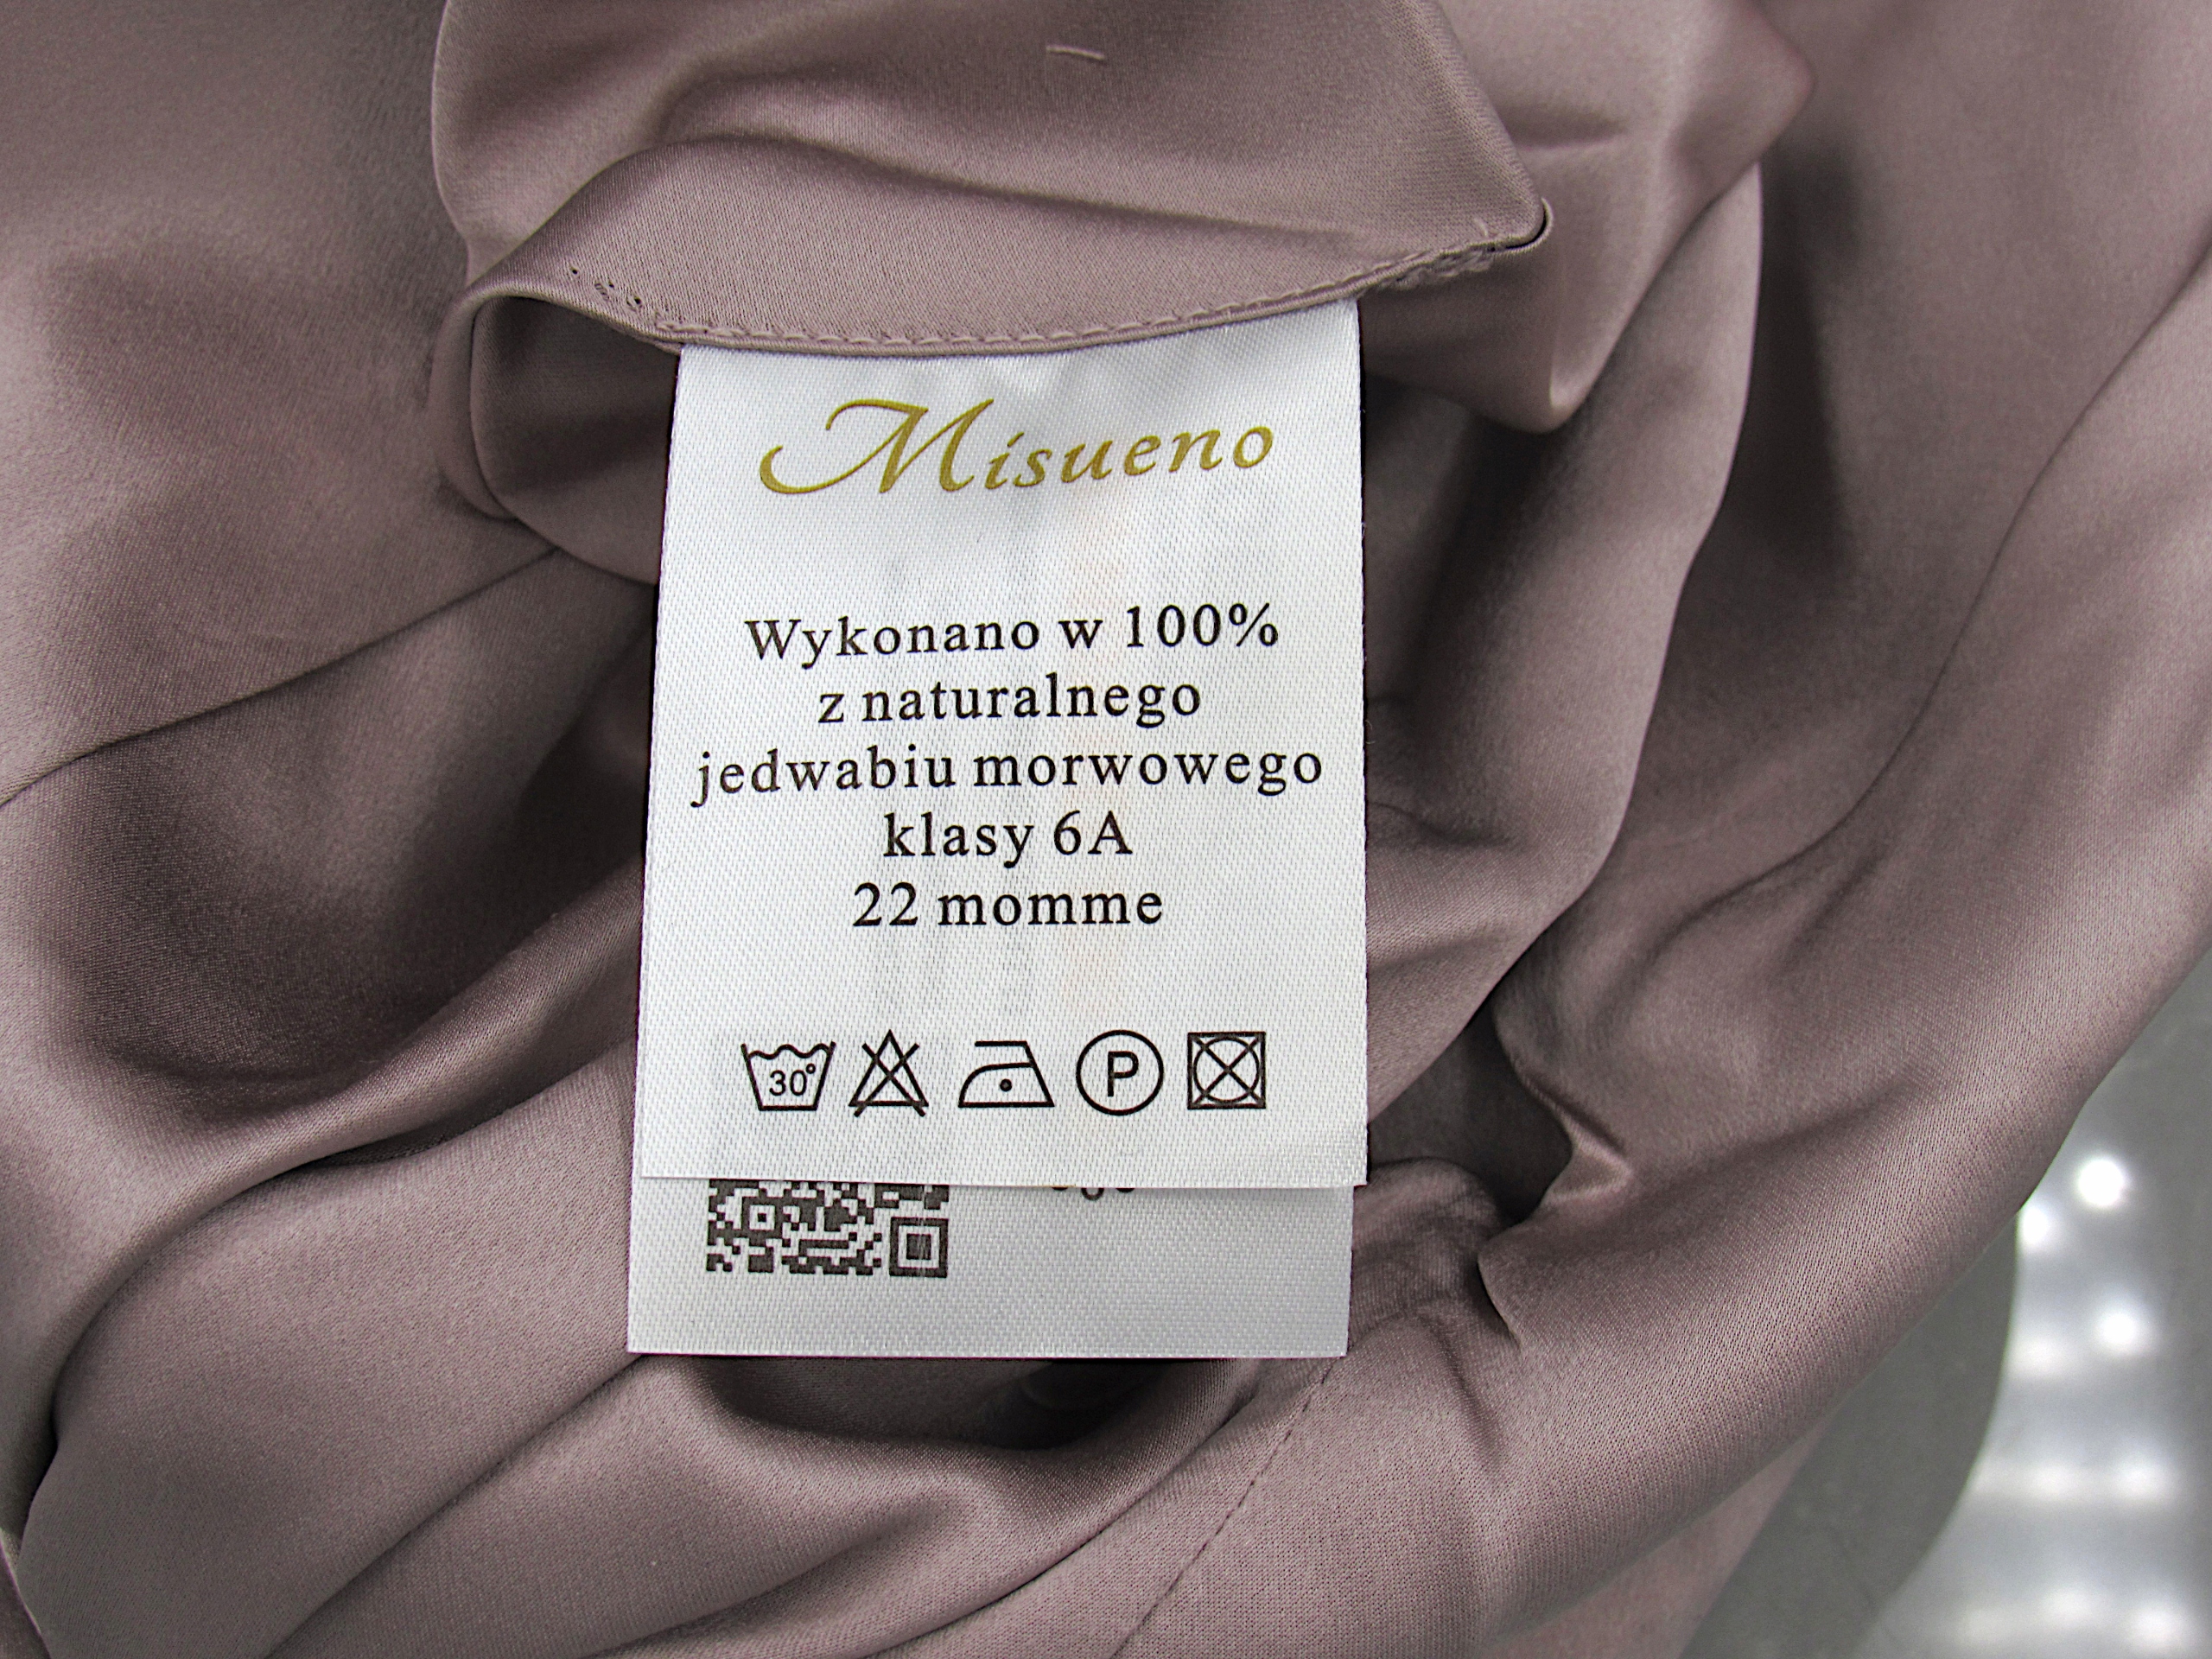 Misueno
Wykonano w 100%
z naturalnego
jedwabiu morwowego
klasy 6A
22 momme
30°
P